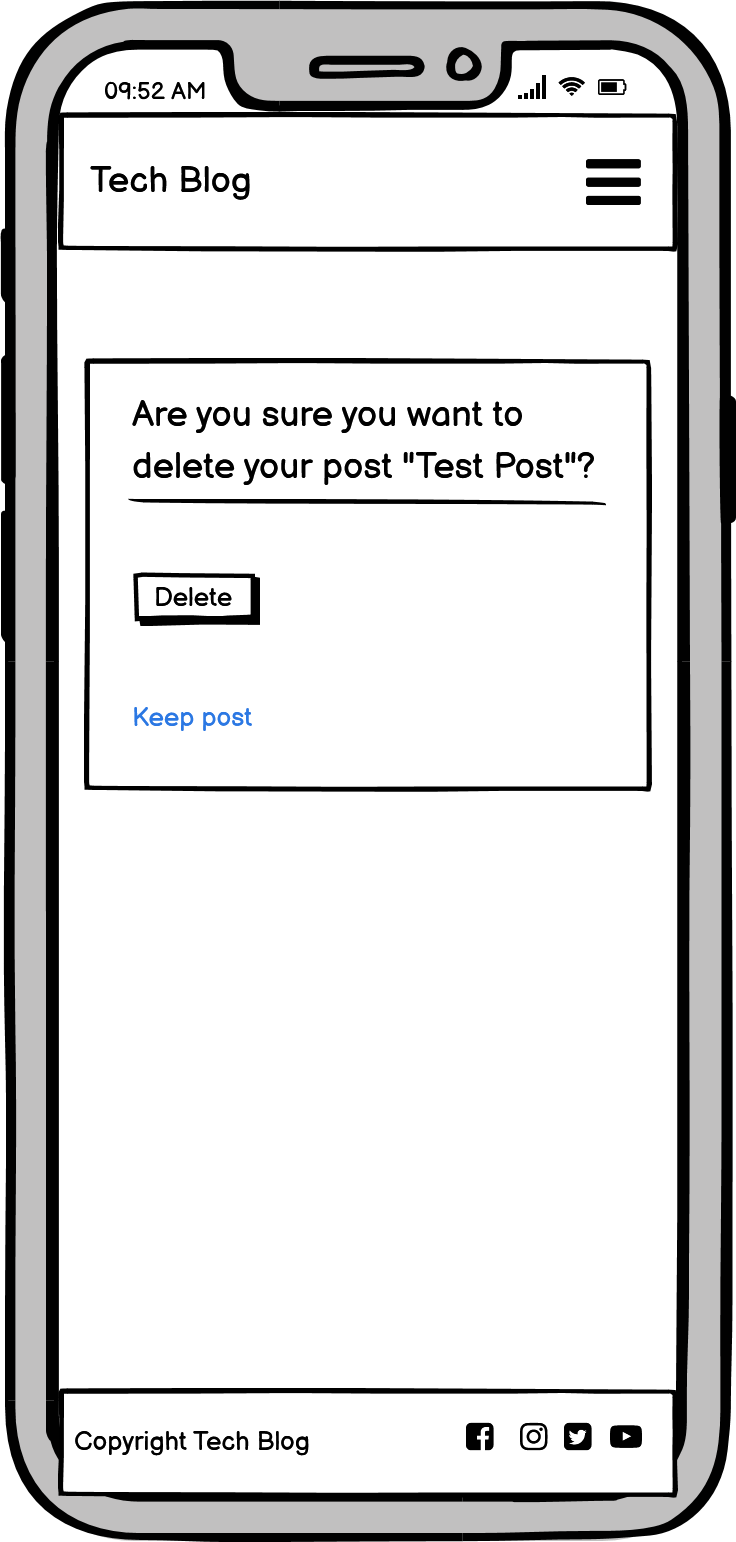 09:52 AM
Tech Blog
Are you sure you want to
delete your post "Test Post"?
Delete
Keep post
Copyright Tech Blog